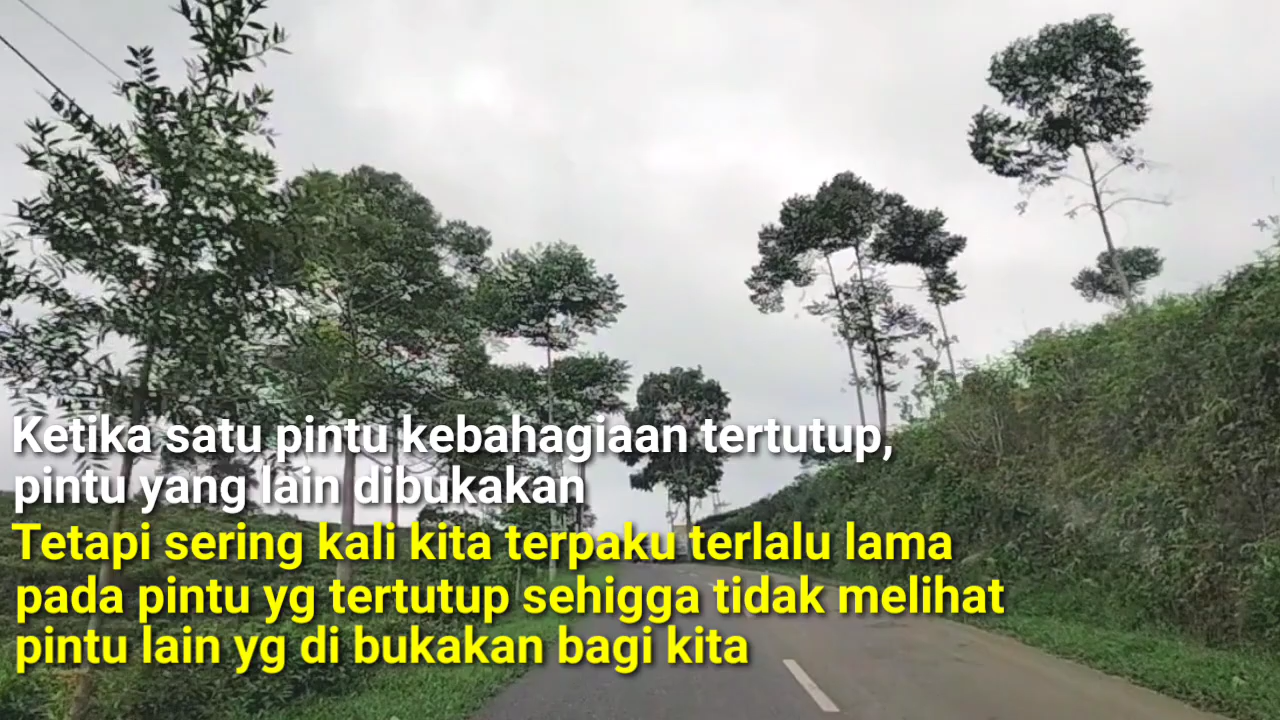 Ketika satu pintu kebahagiaan tertutup,
pintu yang lain dibukakan
Tetapi sering kali kita terpaku terlalu lama
pada pintu yg tertutup sehigga tidak melihat
pintu lain yg di bukakan bagi kita